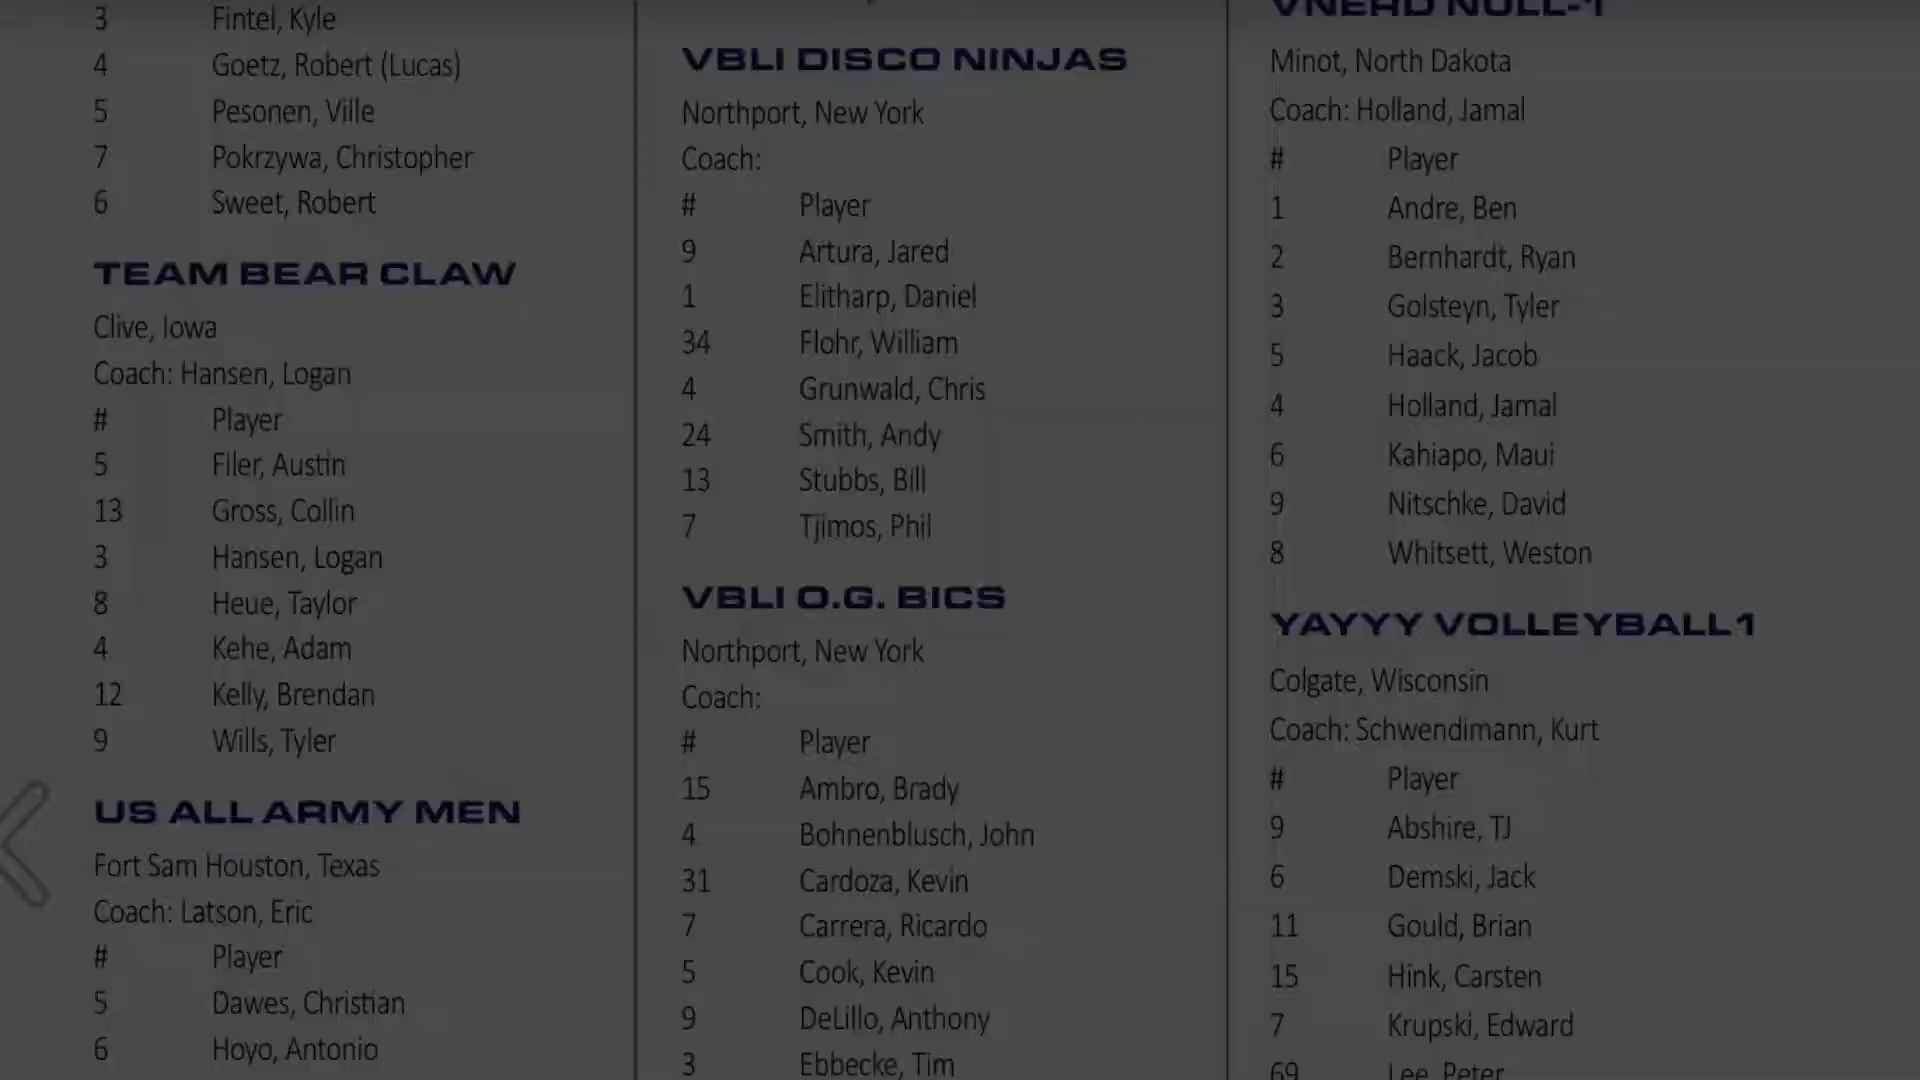 3 Fintel, Kyle
4 Goetz, Robert (Lucas)
5 Pesonen, Ville
7 Pokrzywa, Christopher
6 Sweet, Robert
TEAM BEAR CLAW
Clive, Iowa
Coach: Hansen, Logan
# Player
5 Filer, Austin
13 Gross, Collin
3 Hansen, Logan
8 Heue, Taylor
4 Kehe, Adam
12 Kelly, Brendan
9 Wills, Tyler
US ALL ARMY MEN
Fort Sam Houston, Texas
Coach: Latson, Eric
# Player
5 Dawes, Christian
6 Hoyo, Antonio
VBLI DISCO NINJAS
Northport, New York
Coach:
# Player
9 Artura, Jared
1 Elitharp, Daniel
34 Flohr, William
4 Grunwald, Chris
24 Smith, Andy
13 Stubbs, Bill
7 Tjimos, Phil
VBLI O.G. BICS
Northport, New York
Coach:
# Player
15 Ambro, Brady
4 Bohnenblusch, John
31 Cardoza, Kevin
7 Carrera, Ricardo
5 Cook, Kevin
9 DeLillo, Anthony
3 Ebbecke, Tim
VNERD NULL-1
Minot, North Dakota
Coach: Holland, Jamal
# Player
1 Andre, Ben
2 Bernhardt, Ryan
3 Golsteyn, Tyler
5 Haack, Jacob
4 Holland, Jamal
6 Kahiapo, Maui
9 Nitschke, David
8 Whitsett, Weston
YAYYY VOLLEYBALL1
Colgate, Wisconsin
Coach: Schwendimann, Kurt
# Player
9 Abshire, TJ
6 Demski, Jack
11 Gould, Brian
15 Hink, Carsten
7 Krupski, Edward
69 Lee, Peter